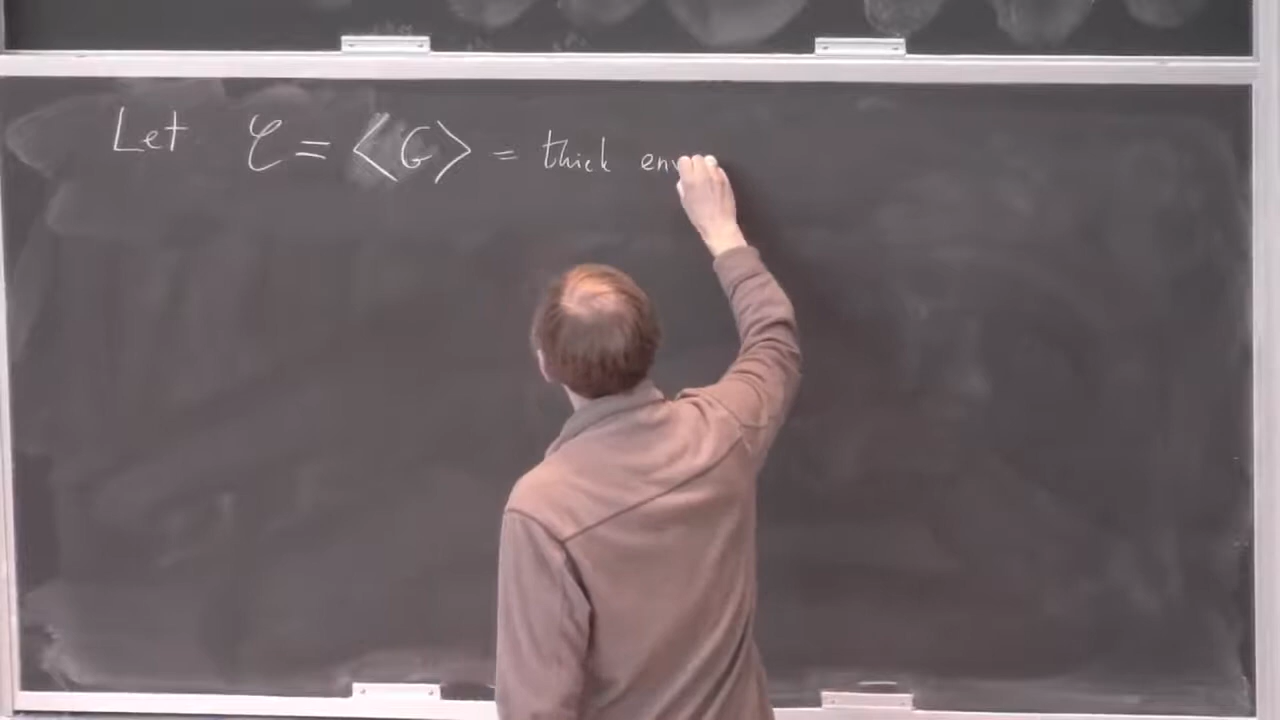 Let 𝒞 = ⟨G⟩ = thick env